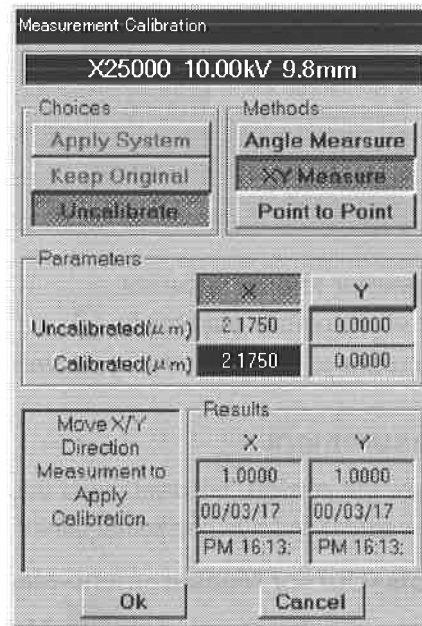 Measurement Calibration
X25000 10.00kV 9.8mm
Choices
Methods
Apply System
Angle Mearsure
Keep Original
XY Measure
Uncalibrate
Point to Point
Parameters
X Y
Uncalibrated(μm) 2.1750 0.0000
Calibrated(μm) 2.1750 0.0000
Move X/Y
Direction
Measurment to
Apply
Calibration.
Results
X Y
1.0000 1.0000
00/03/17 00/03/17
PM 16:13: PM 16:13:
Ok Cancel